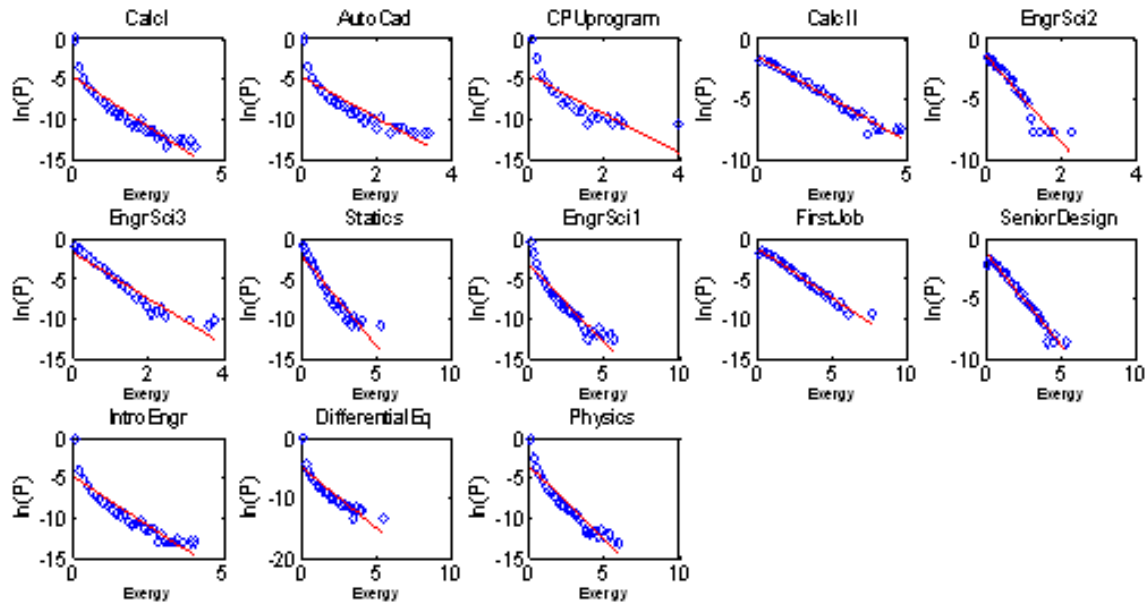 CalcI AutoCad CPUprogram CalcII EngrSci2
0 0 0 0 0
ln(P) ln(P) ln(P) ln(P) ln(P)
-5 -5 -5 -5 -5
-10 -10 -10
-15 -15 -15 -10 -10
0 5 0 2 4 0 2 4 0 5 0 2 4
Exergy Exergy Exergy Exergy Exergy
EngrSci3 Statics EngrSci1 FirstJob SeniorDesign
0 0 0 0 0
ln(P) ln(P) ln(P) ln(P) ln(P)
-5 -5 -5 -5 -5
-10 -10 -10 -10
-15 -15 -15 -15 -10
0 2 4 0 5 10 0 5 10 0 5 10 0 5 10
Exergy Exergy Exergy Exergy Exergy
IntroEngr DifferentialEq Physics
0 0 0
ln(P) ln(P) ln(P)
-5 -5
-10 -10 -10
-15 -20 -15
0 5 0 5 10 0 5 10
Exergy Exergy Exergy